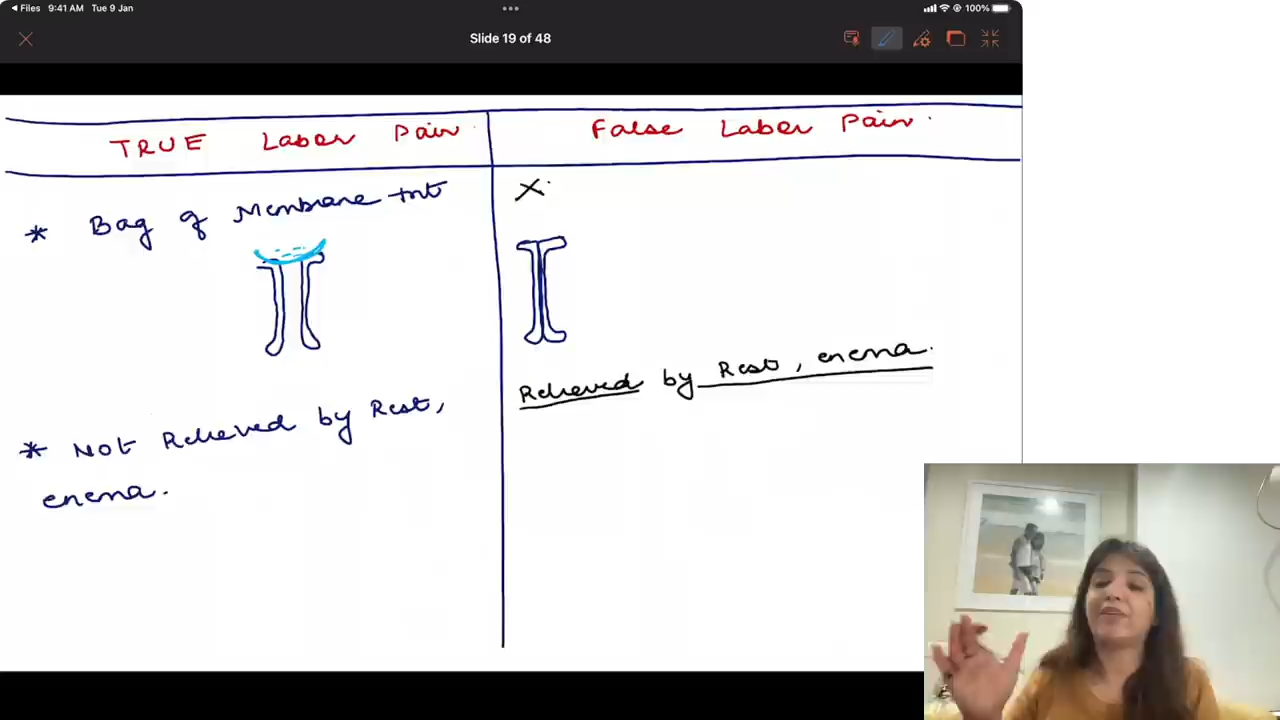 Files 9:41 AM Tue 9 Jan
100%
Slide 19 of 48
TRUE Labor Pain.
False Labor Pain.
* Bag of Membrane +nt
X
Relieved by Rest, enema.
* Not Relieved by Rest,
enema.